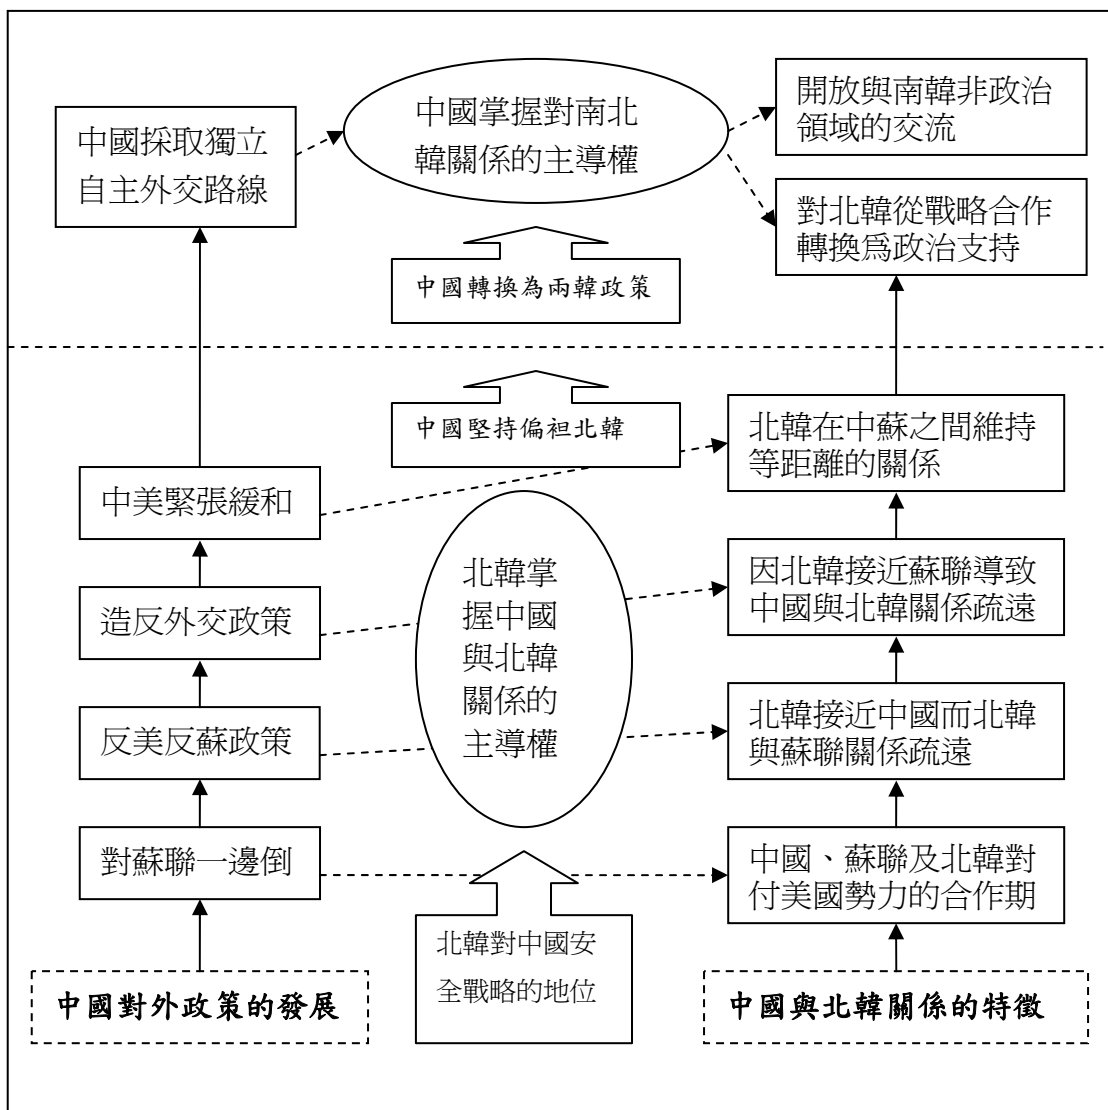 中國採取獨立
自主外交路線
中國掌握對南北
韓關係的主導權
開放與南韓非政治
領域的交流
對北韓從戰略合作
轉換爲政治支持
中國轉換為兩韓政策
中國堅持偏袒北韓
中美緊張緩和
北韓在中蘇之間維持
等距離的關係
造反外交政策
北韓掌
握中國
與北韓
關係的
主導權
因北韓接近蘇聯導致
中國與北韓關係疏遠
反美反蘇政策
北韓接近中國而北韓
與蘇聯關係疏遠
對蘇聯一邊倒
中國、蘇聯及北韓對
付美國勢力的合作期
北韓對中國安
全戰略的地位
中國對外政策的發展
中國與北韓關係的特徵